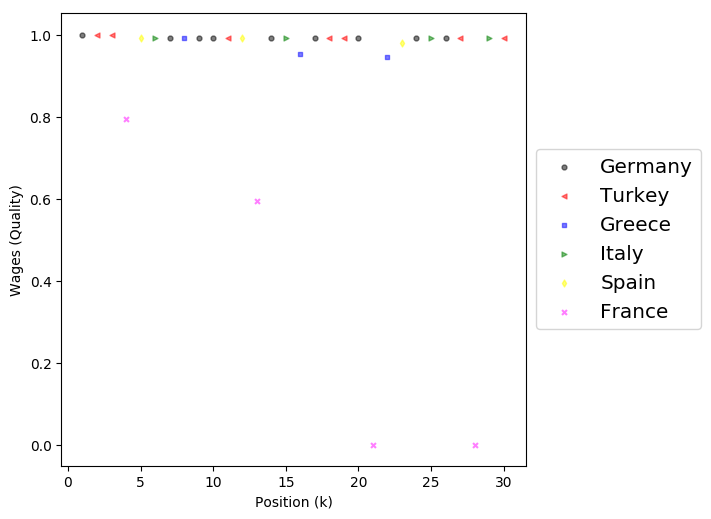 1.0
0.8
0.6
0.4
0.2
0.0
Wages (Quality)
0 5 10 15 20 25 30
Position (k)
Germany
Turkey
Greece
Italy
Spain
France